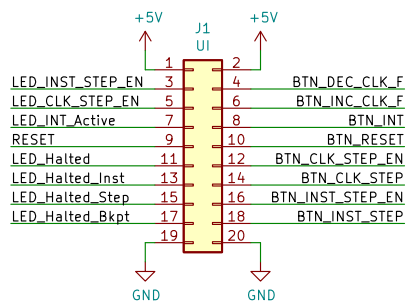 +5V +5V
J1
UI
1 2
LED_INST_STEP_EN 3 4 BTN_DEC_CLK_F
LED_CLK_STEP_EN 5 6 BTN_INC_CLK_F
LED_INT_Active 7 8 BTN_INT
RESET 9 10 BTN_RESET
LED_Halted 11 12 BTN_CLK_STEP_EN
LED_Halted_Inst 13 14 BTN_CLK_STEP
LED_Halted_Step 15 16 BTN_INST_STEP_EN
LED_Halted_Bkpt 17 18 BTN_INST_STEP
19 20
GND GND